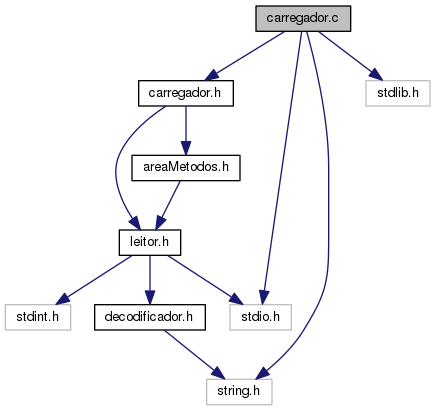 carregador.c
carregador.h
stdlib.h
areaMetodos.h
leitor.h
stdint.h
decodificador.h
stdio.h
string.h